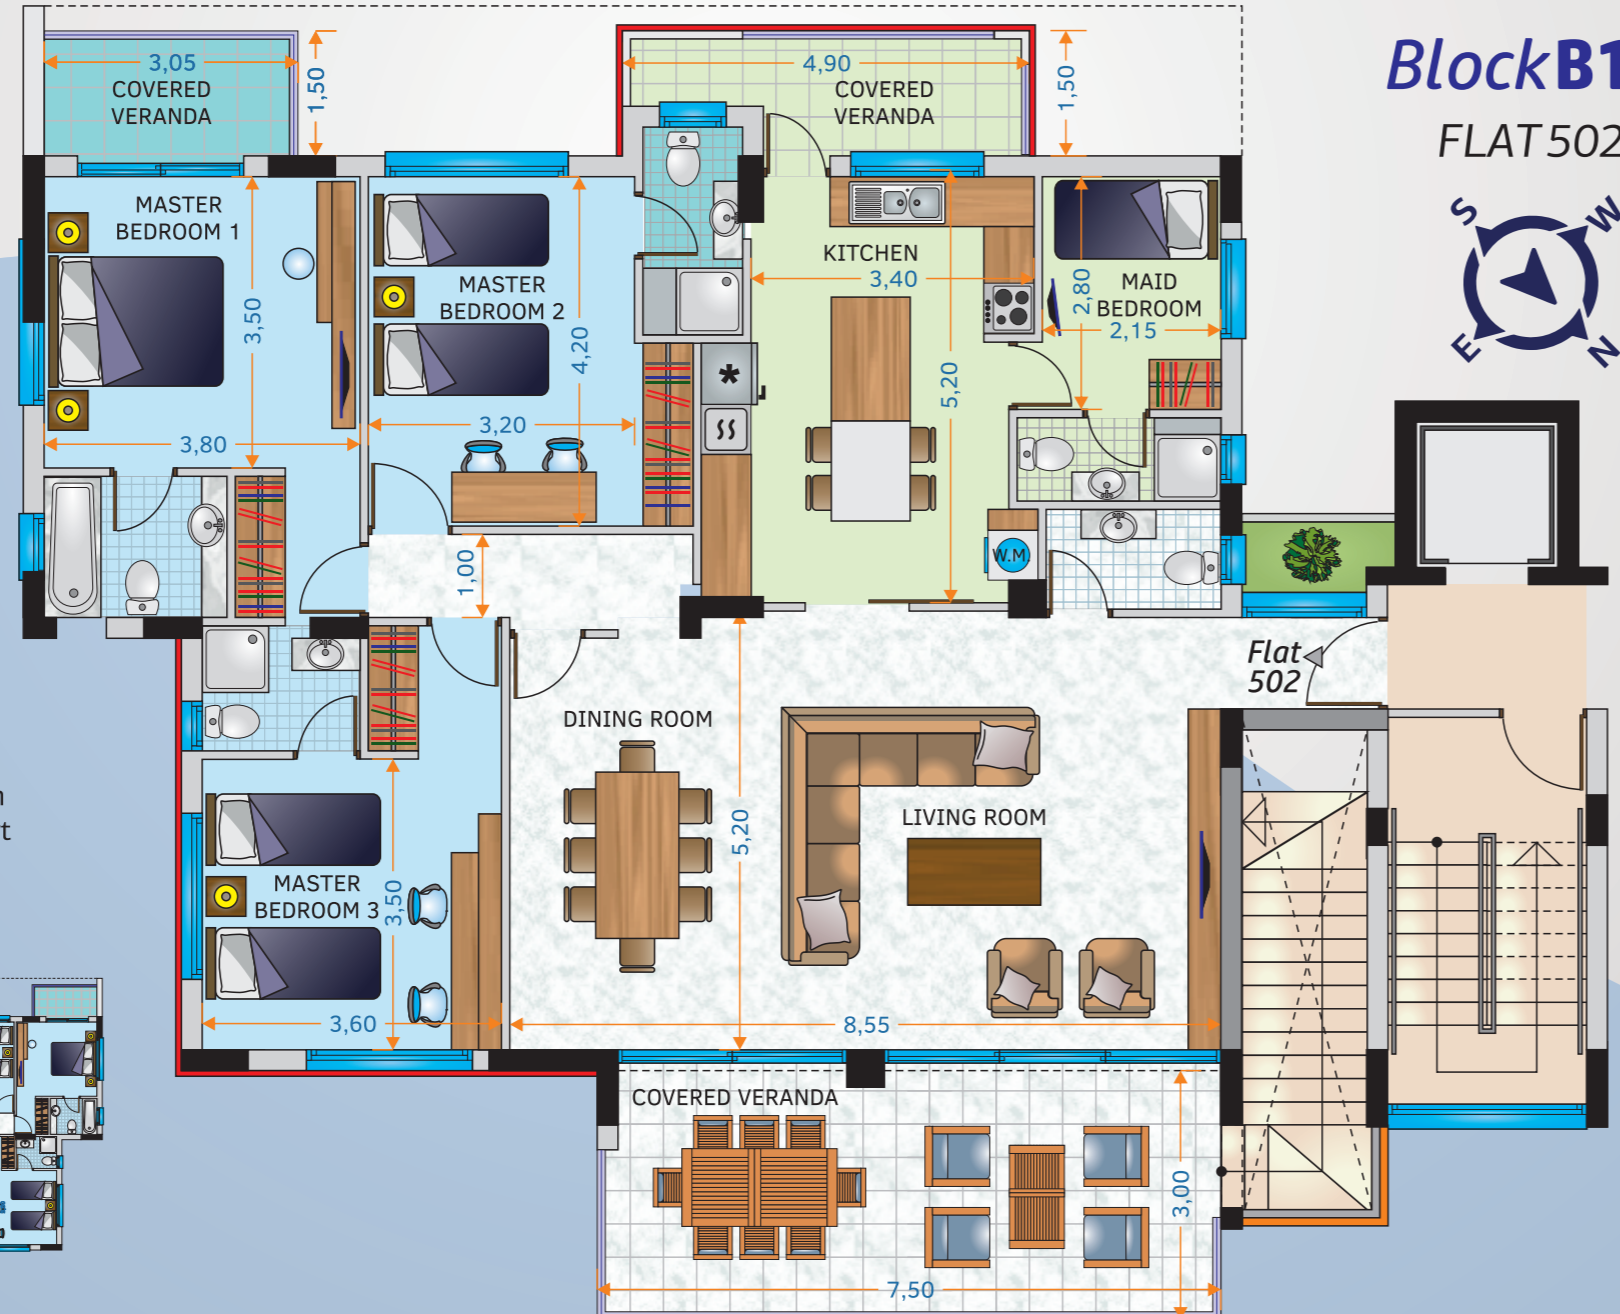 Block B1
FLAT 502
S
W
E
N
3,05
COVERED
VERANDA
1,50
4,90
COVERED
VERANDA
1,50
MASTER
BEDROOM 1
3,50
3,80
MASTER
BEDROOM 2
4,20
3,20
KITCHEN
3,40
5,20
MAID
BEDROOM
2,80
2,15
*
W.M.
1,00
Flat
502
DINING ROOM
5,20
LIVING ROOM
8,55
MASTER
BEDROOM 3
3,50
3,60
COVERED VERANDA
3,00
7,50